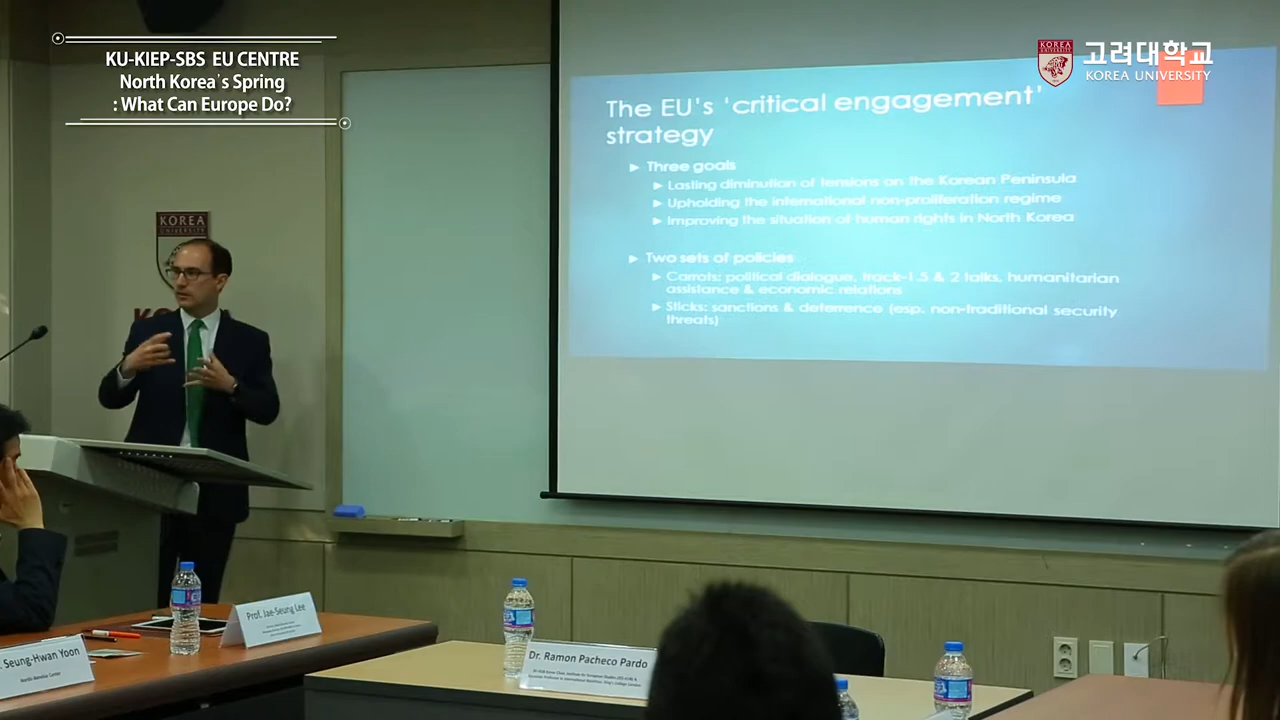 KU-KIEP-SBS EU CENTRE
North Korea's Spring
: What Can Europe Do?
KOREA
UNIVERSITY
고려대학교
KOREA UNIVERSITY
The EU's 'critical engagement'
strategy
► Three goals
► Lasting diminution of tensions on the Korean Peninsula
► Upholding the international non-proliferation regime
► Improving the situation of human rights in North Korea
► Two sets of policies
► Carrots: political dialogue, track-1.5 & 2 talks, humanitarian
assistance & economic relations
► Sticks: sanctions & deterrence (esp. non-traditional security
threats)
KOREA
UNIVERSITY
Prof. Jae-Seung Lee
Seung-Hwan Yoon
Dr. Ramon Pacheco Pardo